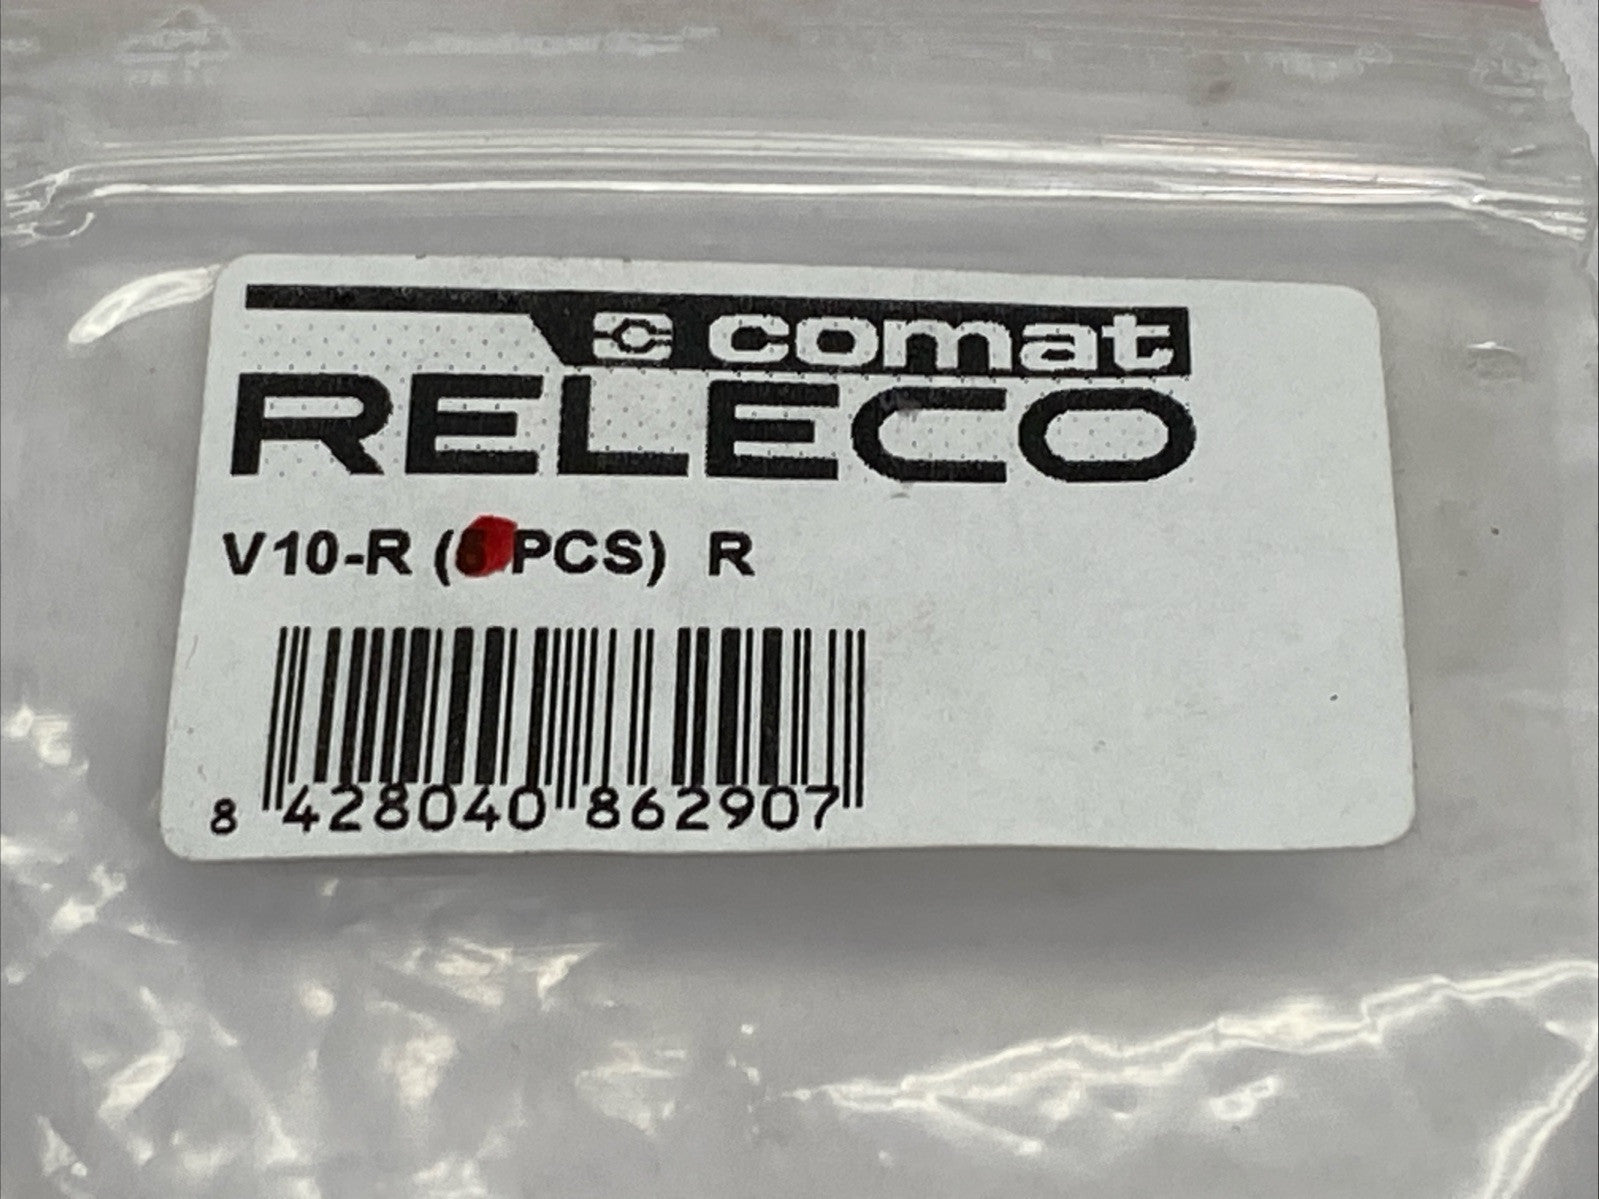 comat
RELECO
V10-R ( PCS) R
8 428040 862907